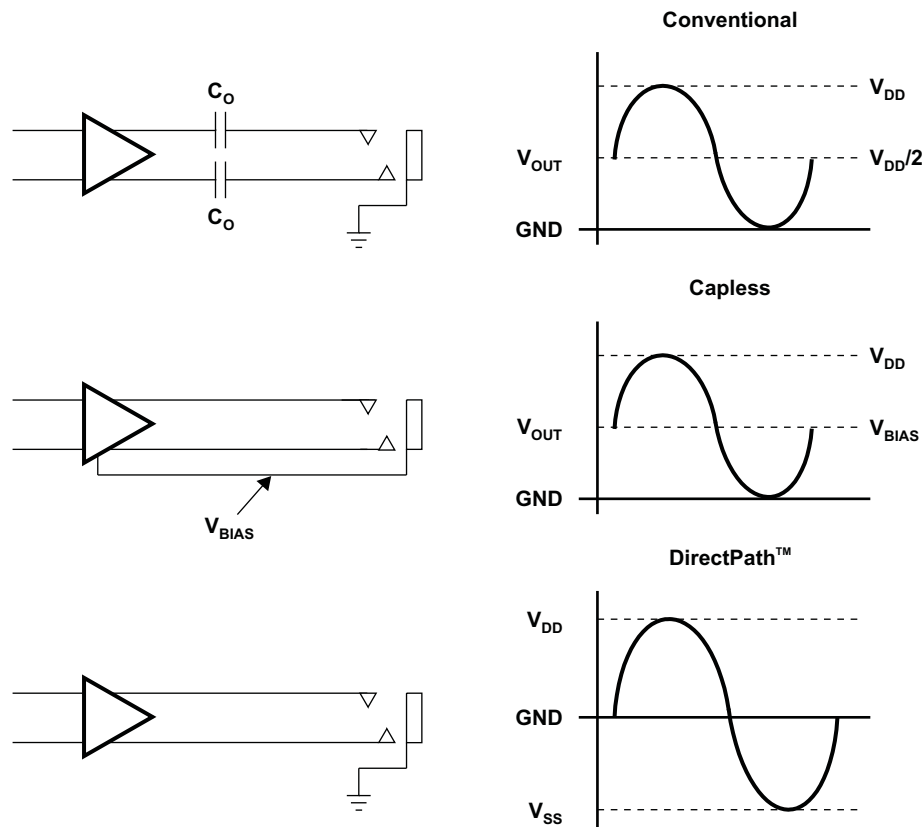 Conventional
C_O
C_O
V_DD
V_OUT
V_DD/2
GND
Capless
V_DD
V_OUT
V_BIAS
GND
V_BIAS
DirectPath™
V_DD
GND
V_SS